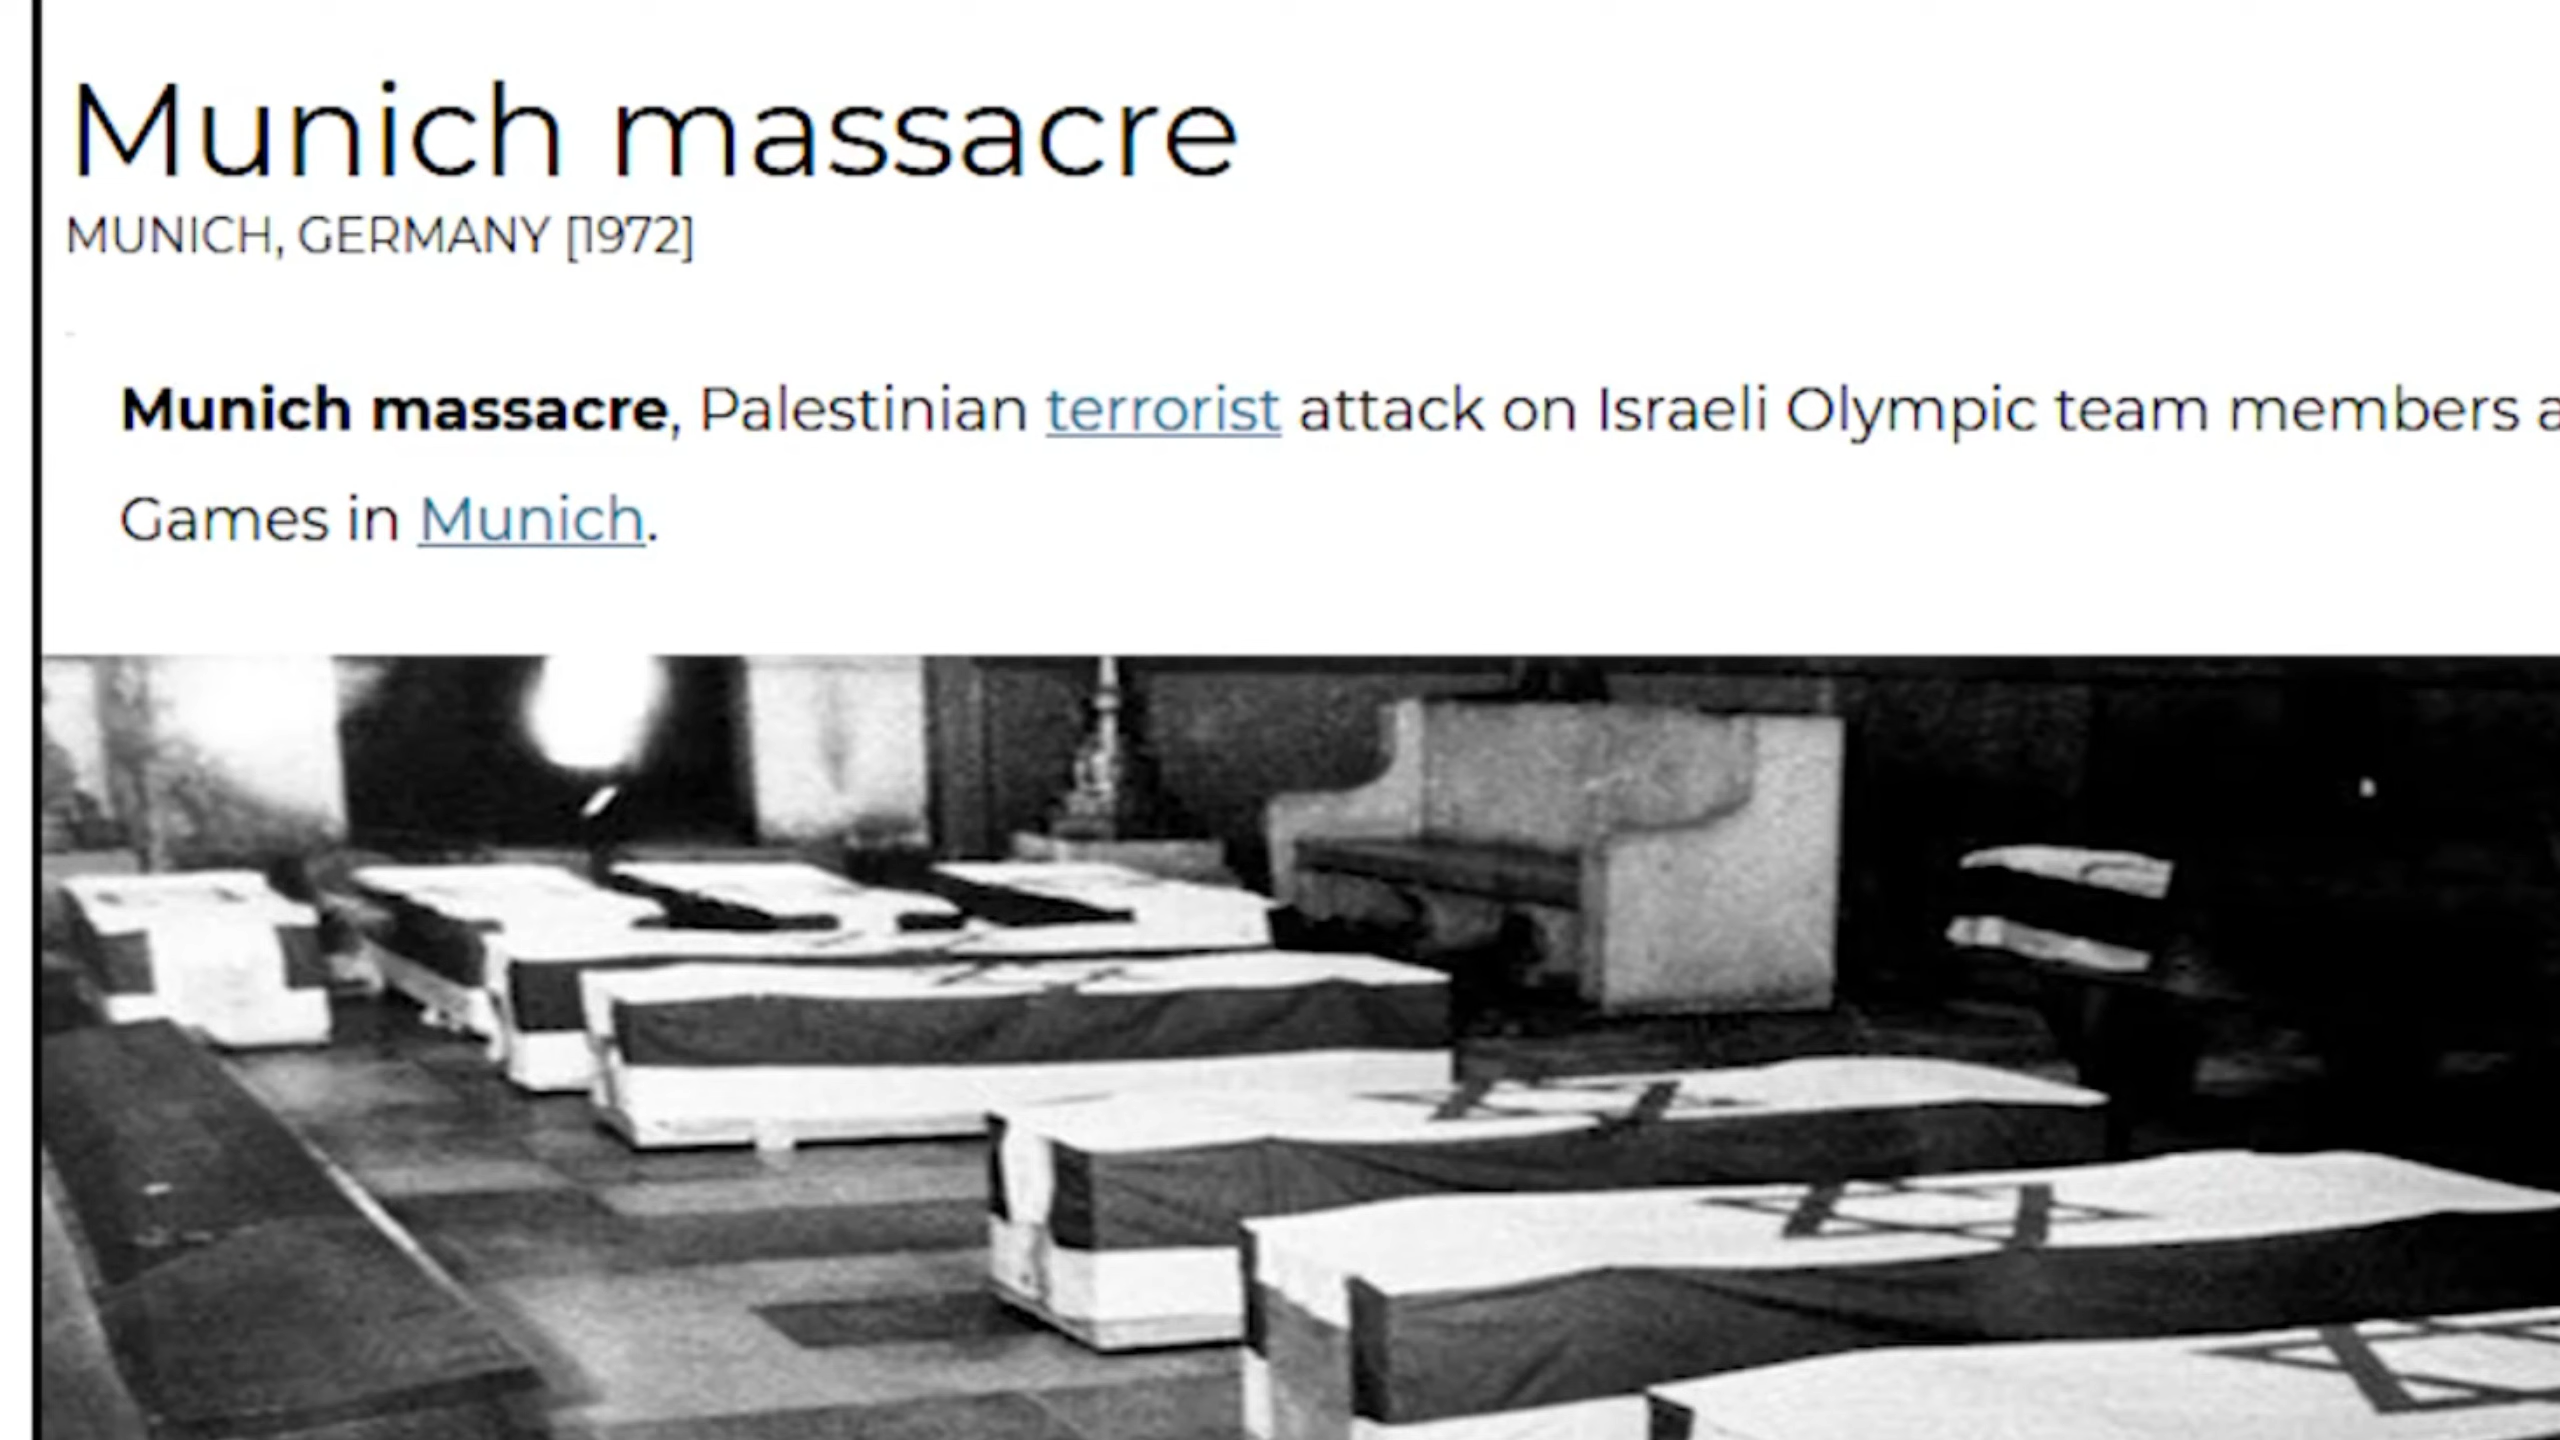 Munich massacre
MUNICH, GERMANY [1972]
Munich massacre, Palestinian terrorist attack on Israeli Olympic team members a
Games in Munich.